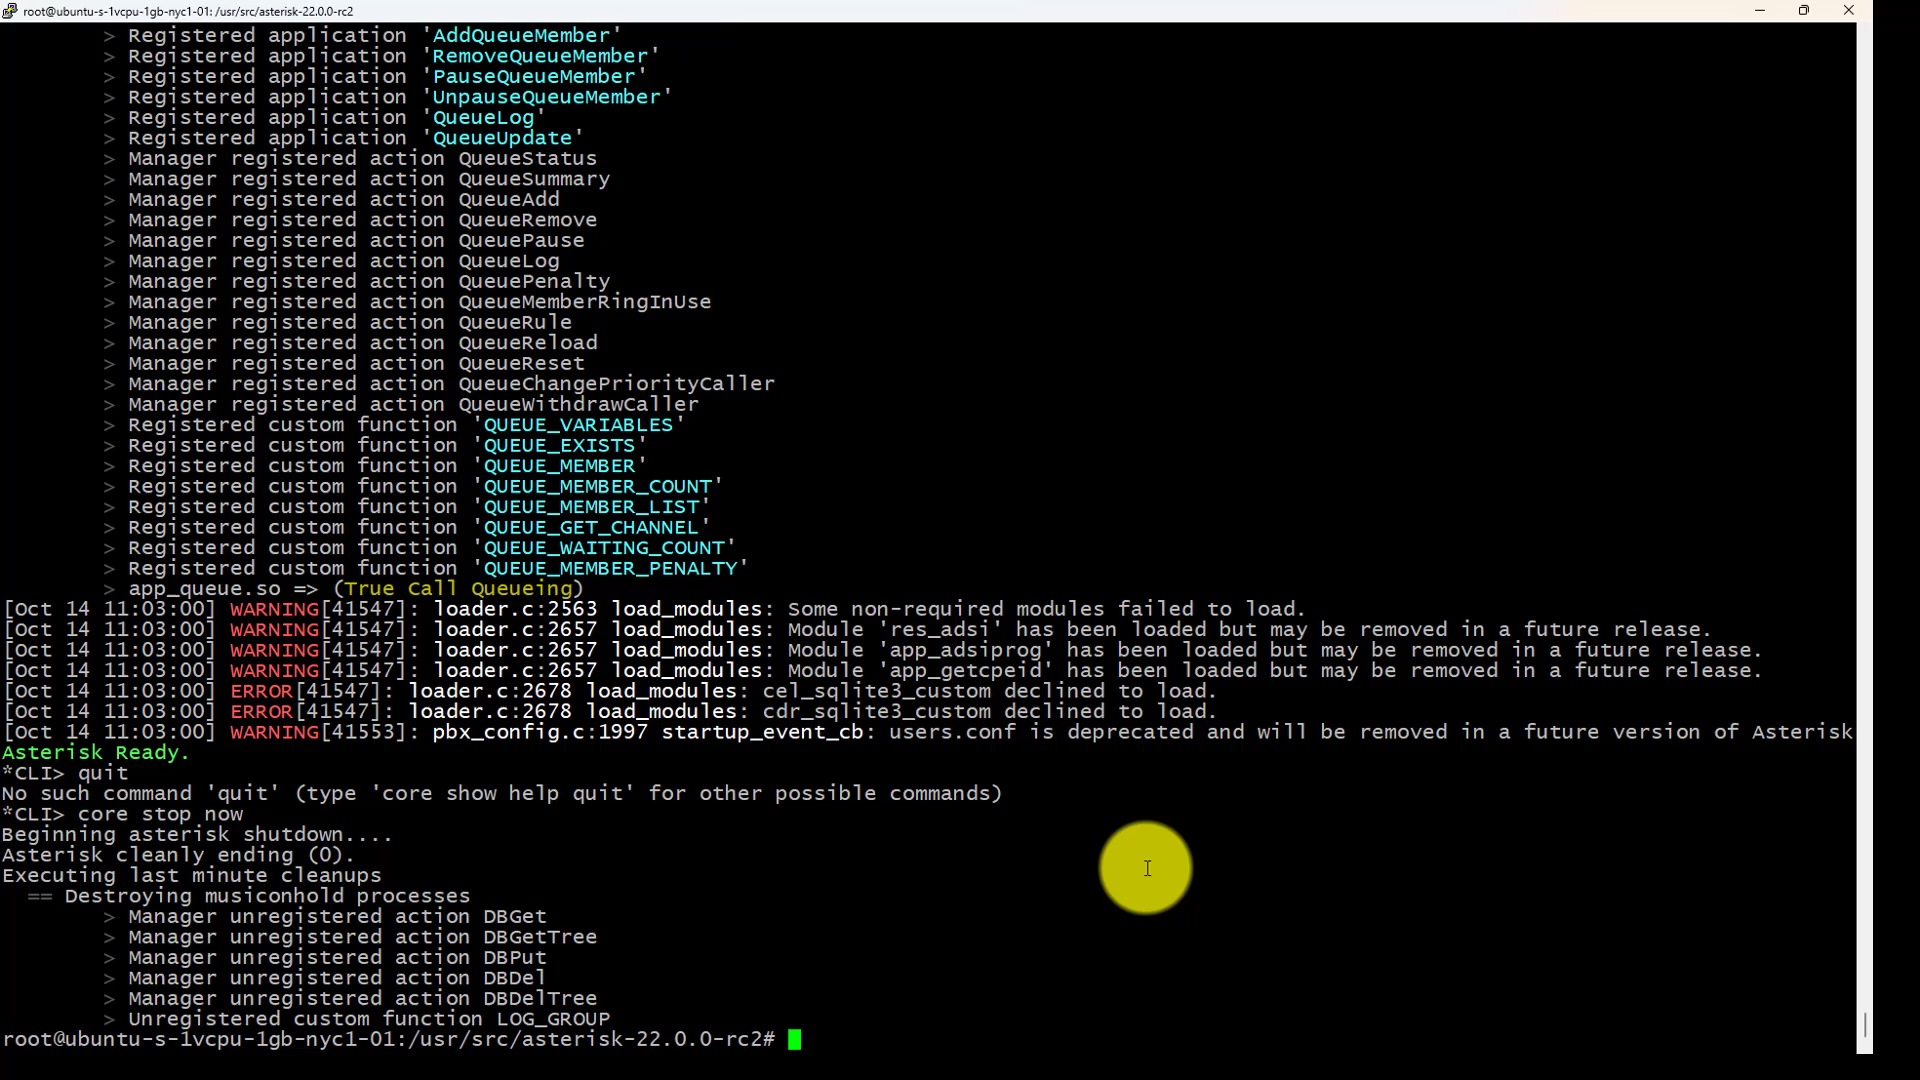 root@ubuntu-s-1vcpu-1gb-nyc1-01: /usr/src/asterisk-22.0.0-rc2
> Registered application 'AddQueueMember'
> Registered application 'RemoveQueueMember'
> Registered application 'PauseQueueMember'
> Registered application 'UnpauseQueueMember'
> Registered application 'QueueLog'
> Registered application 'QueueUpdate'
> Manager registered action QueueStatus
> Manager registered action QueueSummary
> Manager registered action QueueAdd
> Manager registered action QueueRemove
> Manager registered action QueuePause
> Manager registered action QueueLog
> Manager registered action QueuePenalty
> Manager registered action QueueMemberRingInUse
> Manager registered action QueueRule
> Manager registered action QueueReload
> Manager registered action QueueReset
> Manager registered action QueueChangePriorityCaller
> Manager registered action QueueWithdrawCaller
> Registered custom function 'QUEUE_VARIABLES'
> Registered custom function 'QUEUE_EXISTS'
> Registered custom function 'QUEUE_MEMBER'
> Registered custom function 'QUEUE_MEMBER_COUNT'
> Registered custom function 'QUEUE_MEMBER_LIST'
> Registered custom function 'QUEUE_GET_CHANNEL'
> Registered custom function 'QUEUE_WAITING_COUNT'
> Registered custom function 'QUEUE_MEMBER_PENALTY'
> app_queue.so => (True Call Queueing)
[Oct 14 11:03:00] WARNING[41547]: loader.c:2563 load_modules: Some non-required modules failed to load.
[Oct 14 11:03:00] WARNING[41547]: loader.c:2657 load_modules: Module 'res_adsi' has been loaded but may be removed in a future release.
[Oct 14 11:03:00] WARNING[41547]: loader.c:2657 load_modules: Module 'app_adsiprog' has been loaded but may be removed in a future release.
[Oct 14 11:03:00] WARNING[41547]: loader.c:2657 load_modules: Module 'app_getcpeid' has been loaded but may be removed in a future release.
[Oct 14 11:03:00] ERROR[41547]: loader.c:2678 load_modules: cel_sqlite3_custom declined to load.
[Oct 14 11:03:00] ERROR[41547]: loader.c:2678 load_modules: cdr_sqlite3_custom declined to load.
[Oct 14 11:03:00] WARNING[41553]: pbx_config.c:1997 startup_event_cb: users.conf is deprecated and will be removed in a future version of Asterisk
Asterisk Ready.
*CLI> quit
No such command 'quit' (type 'core show help quit' for other possible commands)
*CLI> core stop now
Beginning asterisk shutdown....
Asterisk cleanly ending (0).
Executing last minute cleanups
== Destroying musiconhold processes
> Manager unregistered action DBGet
> Manager unregistered action DBGetTree
> Manager unregistered action DBPut
> Manager unregistered action DBDel
> Manager unregistered action DBDelTree
> Unregistered custom function LOG_GROUP
root@ubuntu-s-1vcpu-1gb-nyc1-01:/usr/src/asterisk-22.0.0-rc2#